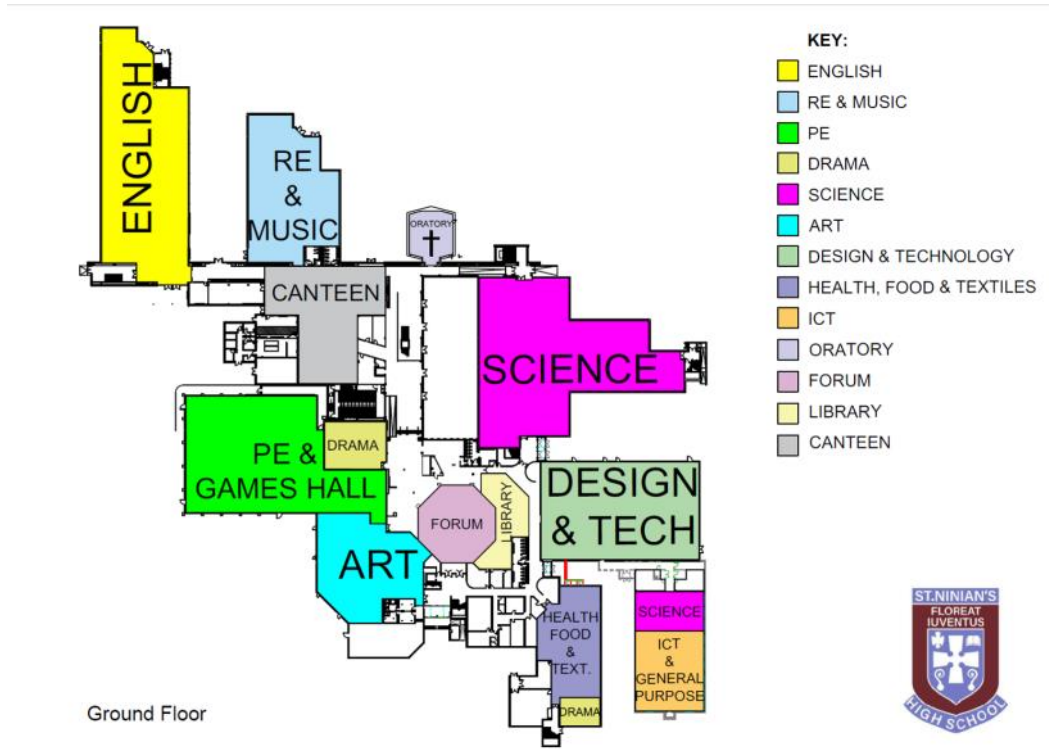 KEY:
ENGLISH
RE & MUSIC
PE
DRAMA
SCIENCE
ART
DESIGN & TECHNOLOGY
HEALTH, FOOD & TEXTILES
ICT
ORATORY
FORUM
LIBRARY
CANTEEN
ENGLISH
RE
&
MUSIC
ORATORY
CANTEEN
SCIENCE
DRAMA
PE &
GAMES HALL
FORUM
LIBRARY
DESIGN
& TECH
ART
HEALTH
FOOD
&
TEXT.
DRAMA
SCIENCE
ICT
&
GENERAL
PURPOSE
Ground Floor
ST.NINIAN'S
FLOREAT
IUVENTUS
HIGH SCHOOL